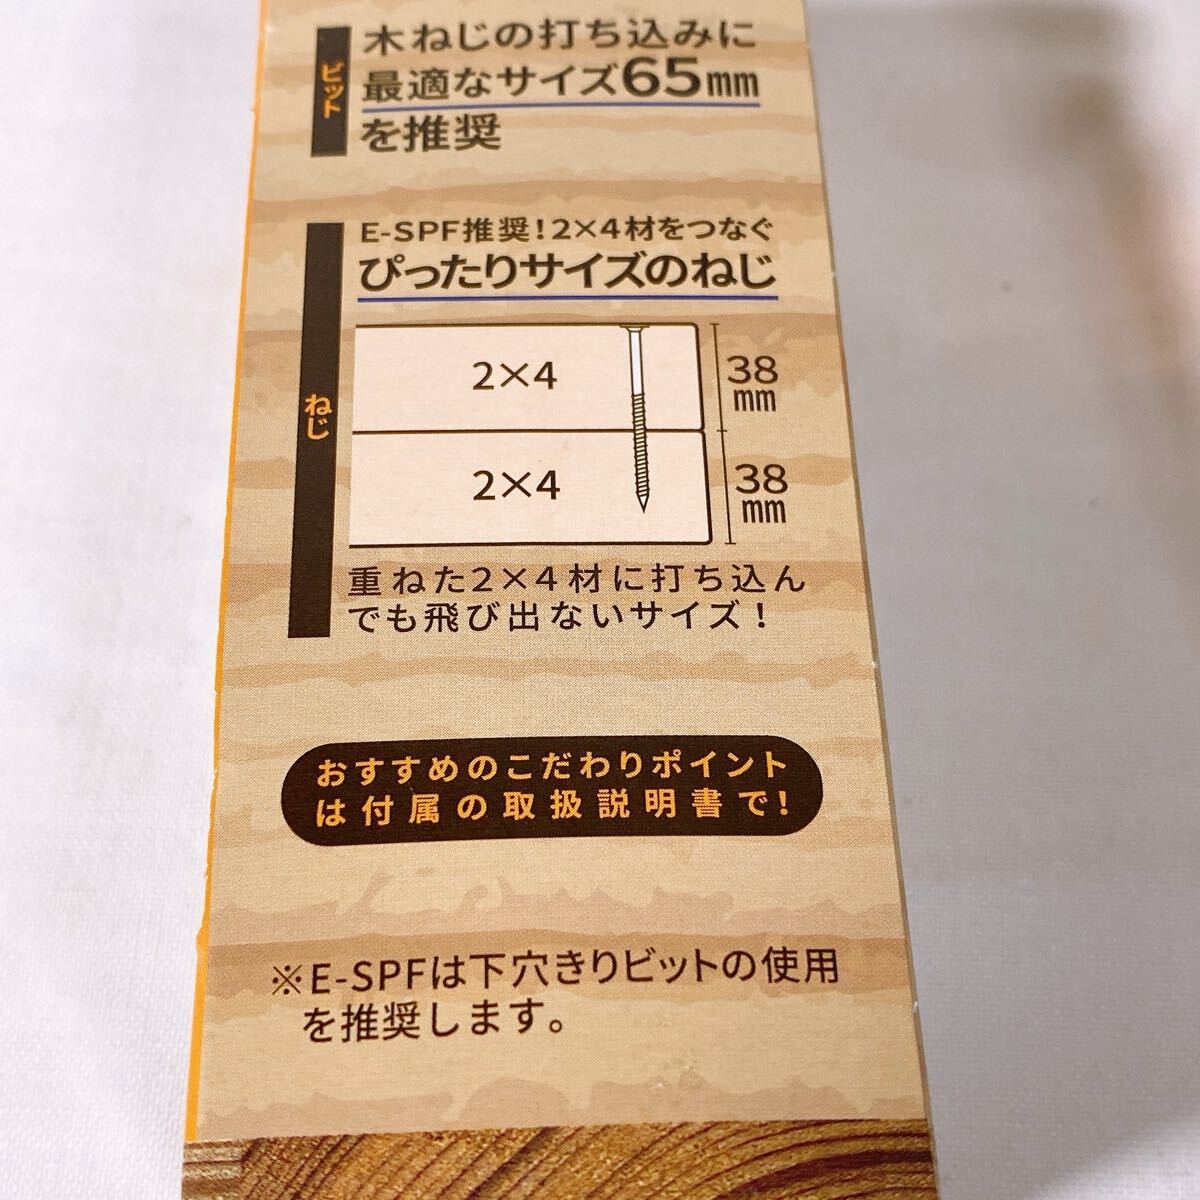 ビット
木ねじの打ち込みに
最適なサイズ65mm
を推奨
ねじ
E-SPF推奨!2×4材をつなぐ
ぴったりサイズのねじ
2×4
38
mm
2×4
38
mm
重ねた2×4材に打ち込ん
でも飛び出ないサイズ!
おすすめのこだわりポイント
は付属の取扱説明書で!
※E-SPFは下穴きりビットの使用
を推奨します。